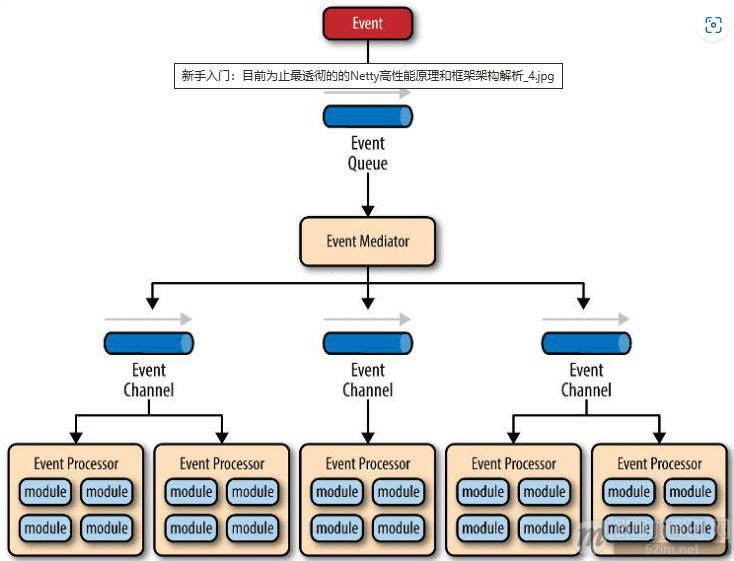 Event
新手入门：目前为止最透彻的的Netty高性能原理和框架架构解析_4.jpg
Event
Queue
Event Mediator
Event
Channel
Event
Channel
Event
Channel
Event Processor
module module
module module
Event Processor
module module
module module
Event Processor
module module
module module
Event Processor
module module
module module
Event Processor
module module
module module
52im.net